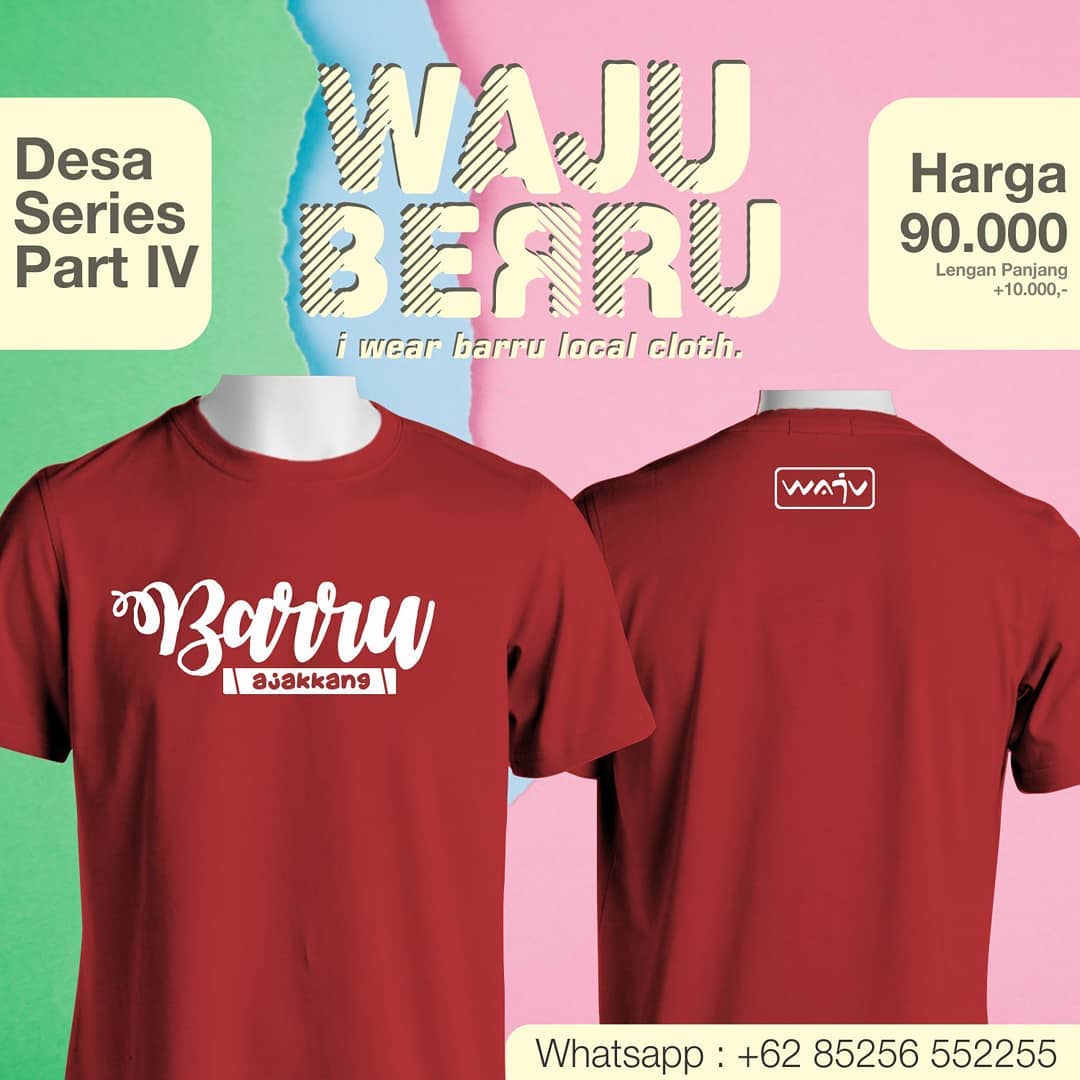 Desa
Series
Part IV
WAJU
BERRU
i wear barru local cloth.
Harga
90.000
Lengan Panjang
+10.000,-
Barru
ajakkang
waju
Whatsapp : +62 85256 552255